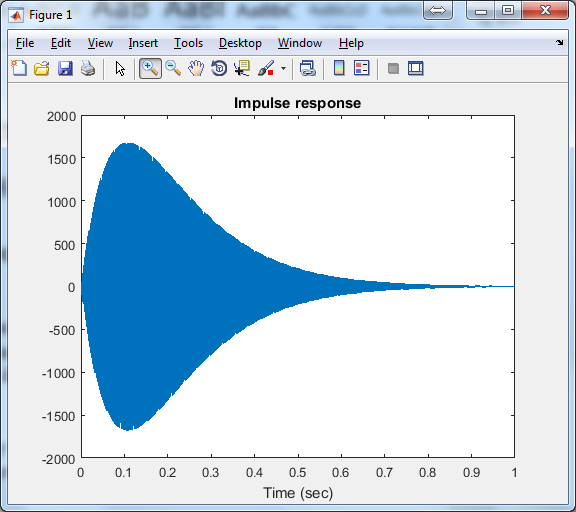 Figure 1
File Edit View Insert Tools Desktop Window Help
Impulse response
2000
1500
1000
500
0
-500
-1000
-1500
-2000
0 0.1 0.2 0.3 0.4 0.5 0.6 0.7 0.8 0.9 1
Time (sec)